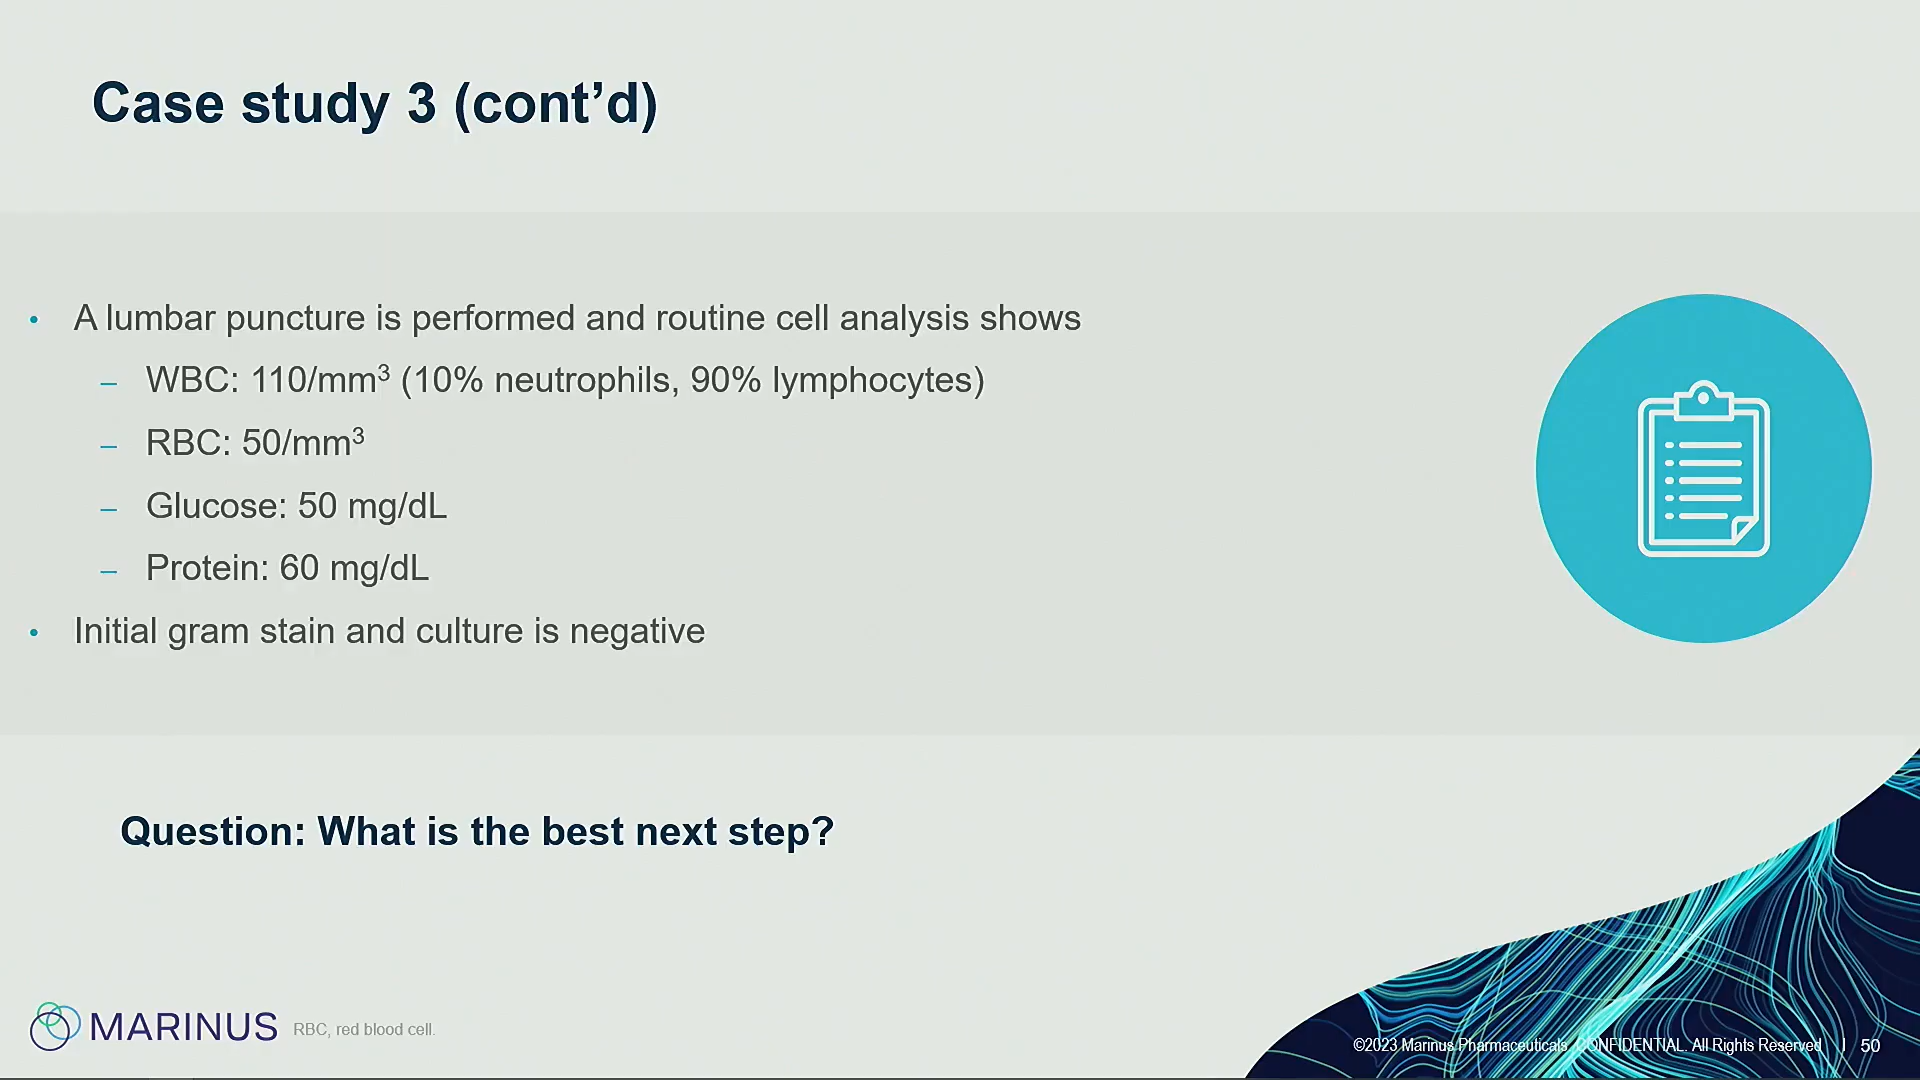 Case study 3 (cont’d)
• A lumbar puncture is performed and routine cell analysis shows
– WBC: 110/mm³ (10% neutrophils, 90% lymphocytes)
– RBC: 50/mm³
– Glucose: 50 mg/dL
– Protein: 60 mg/dL
• Initial gram stain and culture is negative
Question: What is the best next step?
MARINUS RBC, red blood cell.
©2023 Marinus Pharmaceuticals. CONFIDENTIAL. All Rights Reserved | 50